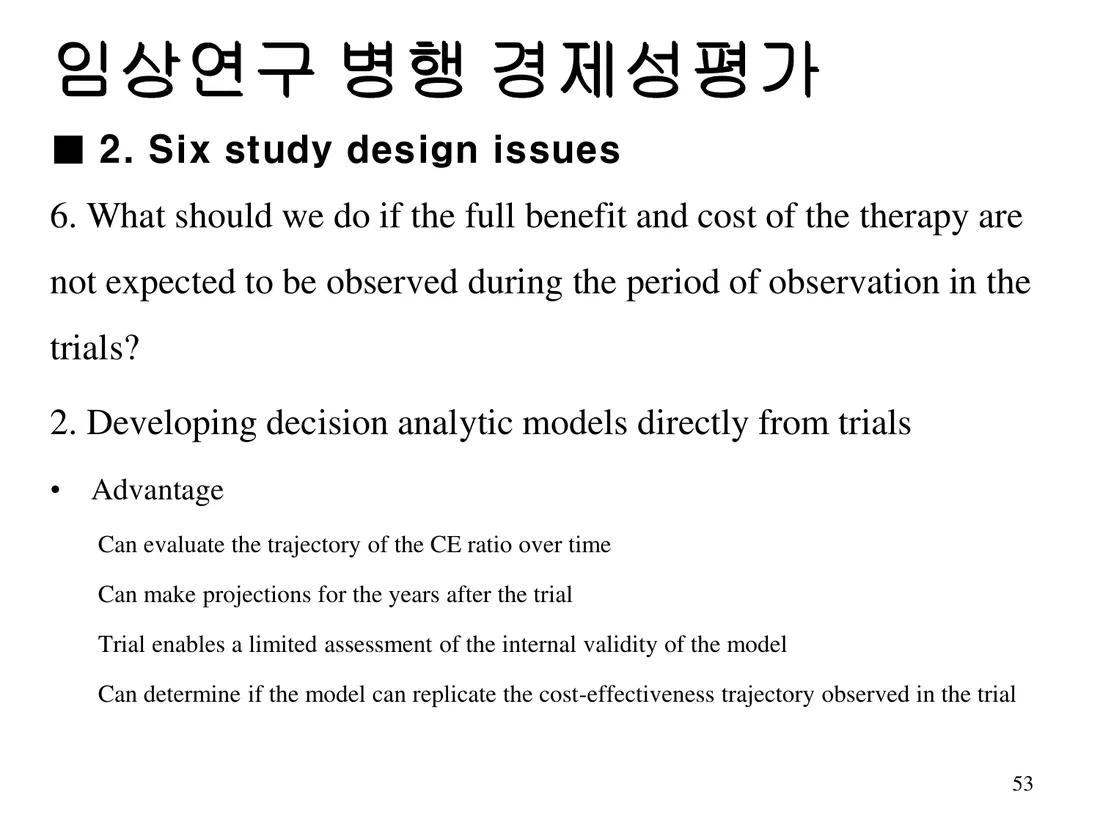 임상연구 병행 경제성평가
■ 2. Six study design issues
6. What should we do if the full benefit and cost of the therapy are
not expected to be observed during the period of observation in the
trials?
2. Developing decision analytic models directly from trials
• Advantage
Can evaluate the trajectory of the CE ratio over time
Can make projections for the years after the trial
Trial enables a limited assessment of the internal validity of the model
Can determine if the model can replicate the cost-effectiveness trajectory observed in the trial
53